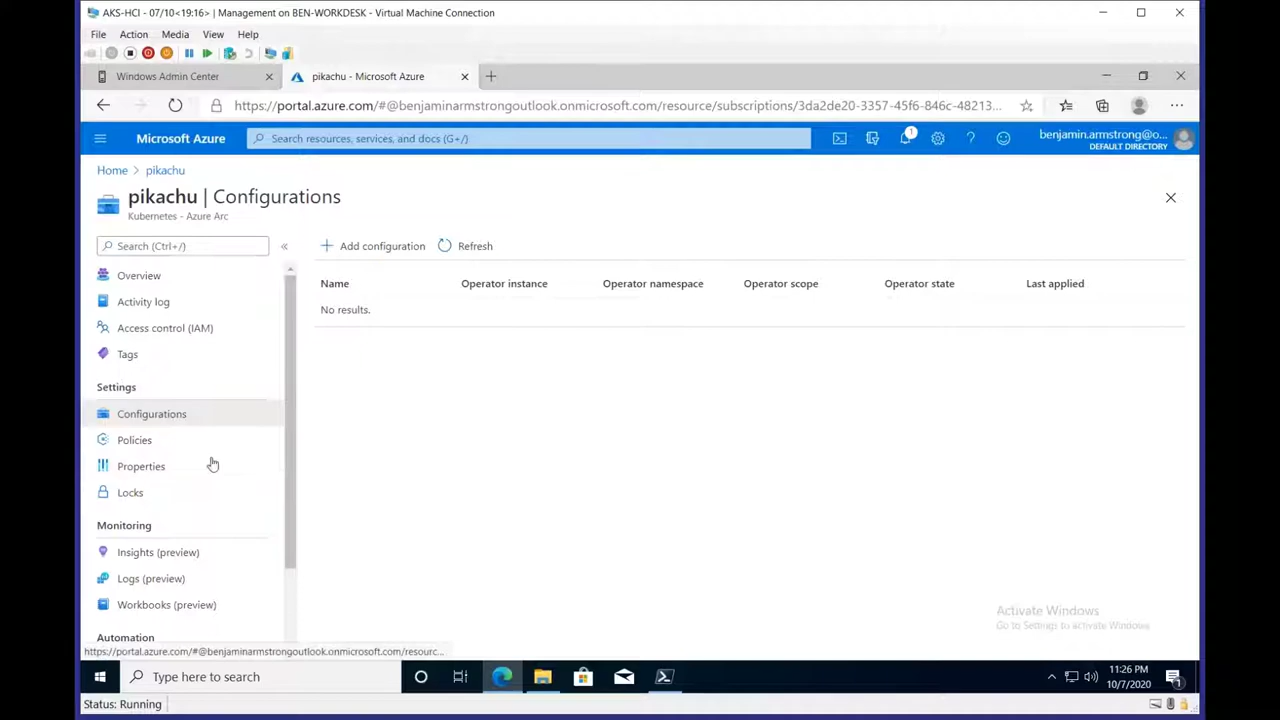 AKS-HCI - 07/10<19:16> | Management on BEN-WORKDESK - Virtual Machine Connection
File Action Media View Help
Windows Admin Center
pikachu - Microsoft Azure
https://portal.azure.com/#@benjaminarmstrongoutlook.onmicrosoft.com/resource/subscriptions/3da2de20-3357-45f6-846c-48213...
Microsoft Azure
Search resources, services, and docs (G+/)
1
benjamin.armstrong@o...
DEFAULT DIRECTORY
Home > pikachu
pikachu | Configurations
Kubernetes - Azure Arc
Search (Ctrl+/)
«
Add configuration
Refresh
Overview
Activity log
Access control (IAM)
Tags
Settings
Configurations
Policies
Properties
Locks
Monitoring
Insights (preview)
Logs (preview)
Workbooks (preview)
Automation
Name Operator instance Operator namespace Operator scope Operator state Last applied
No results.
Activate Windows
Go to Settings to activate Windows
https://portal.azure.com/#@benjaminarmstrongoutlook.onmicrosoft.com/resourc...
Type here to search
11:26 PM
10/7/2020
1
Status: Running